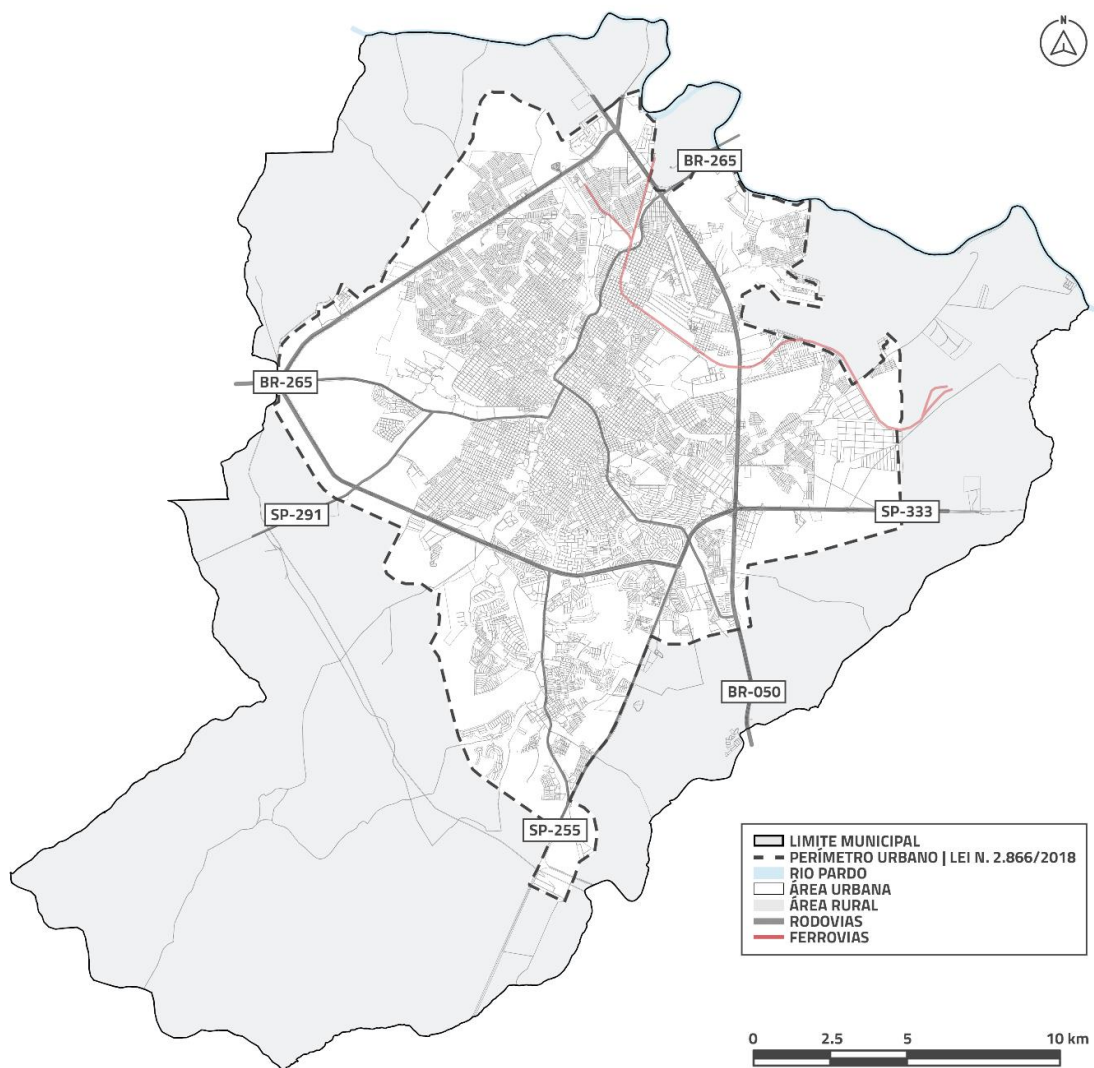 N
BR-265
BR-265
SP-291
SP-333
BR-050
SP-255
LIMITE MUNICIPAL
PERÍMETRO URBANO | LEI N. 2.866/2018
RIO PARDO
ÁREA URBANA
ÁREA RURAL
RODOVIAS
FERROVIAS
0 2.5 5 10 km